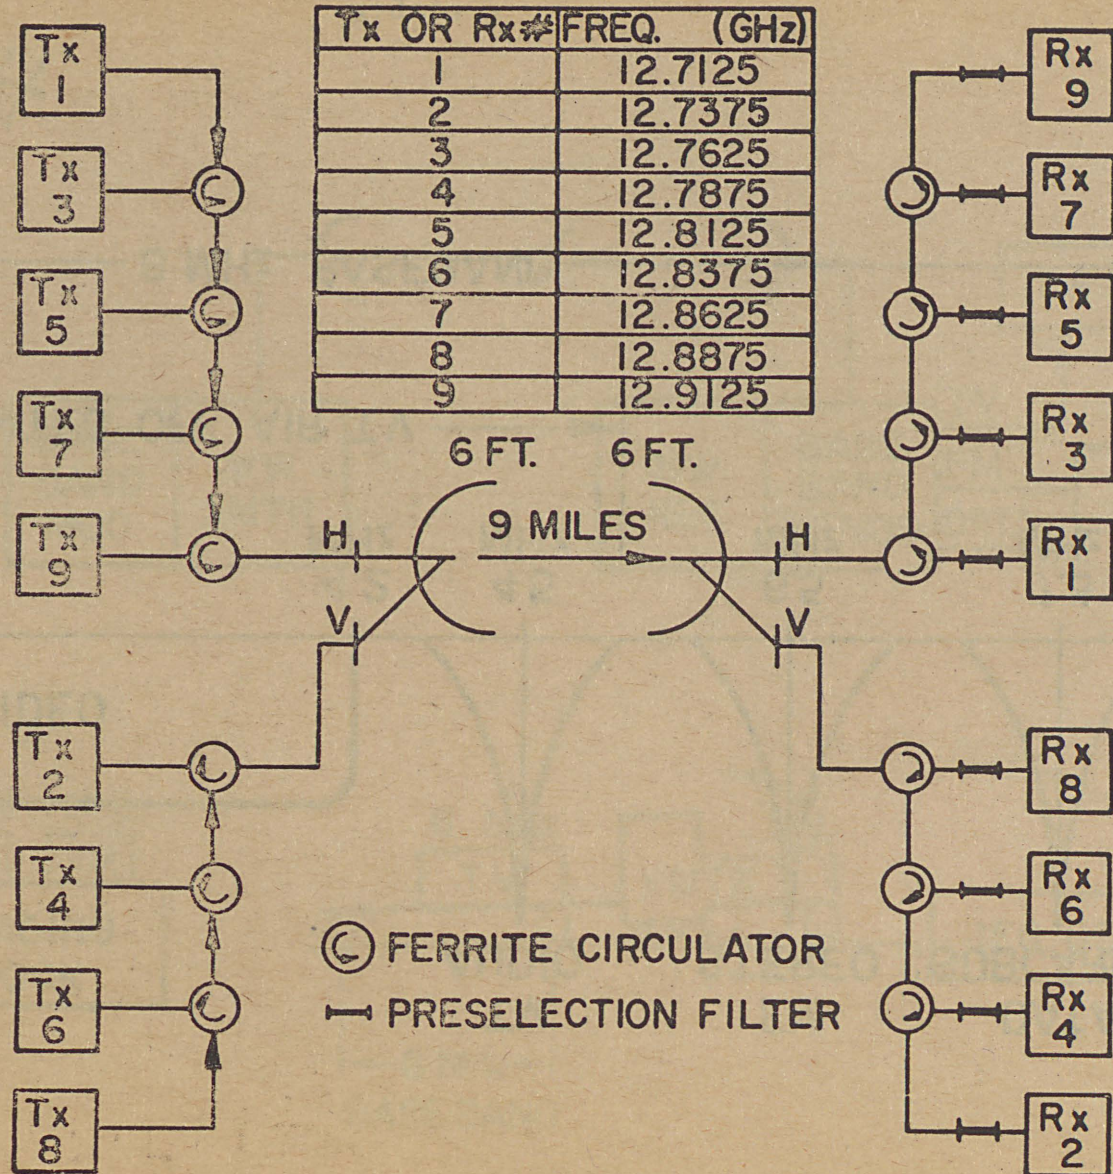 Tx OR Rx# FREQ. (GHz)
1 12.7125
2 12.7375
3 12.7625
4 12.7875
5 12.8125
6 12.8375
7 12.8625
8 12.8875
9 12.9125
Tx
1
Tx
3
Tx
5
Tx
7
Tx
9
Tx
2
Tx
4
Tx
6
Tx
8
6 FT. 6 FT.
9 MILES
H
V
H
V
FERRITE CIRCULATOR
PRESELECTION FILTER
Rx
9
Rx
7
Rx
5
Rx
3
Rx
1
Rx
8
Rx
6
Rx
4
Rx
2